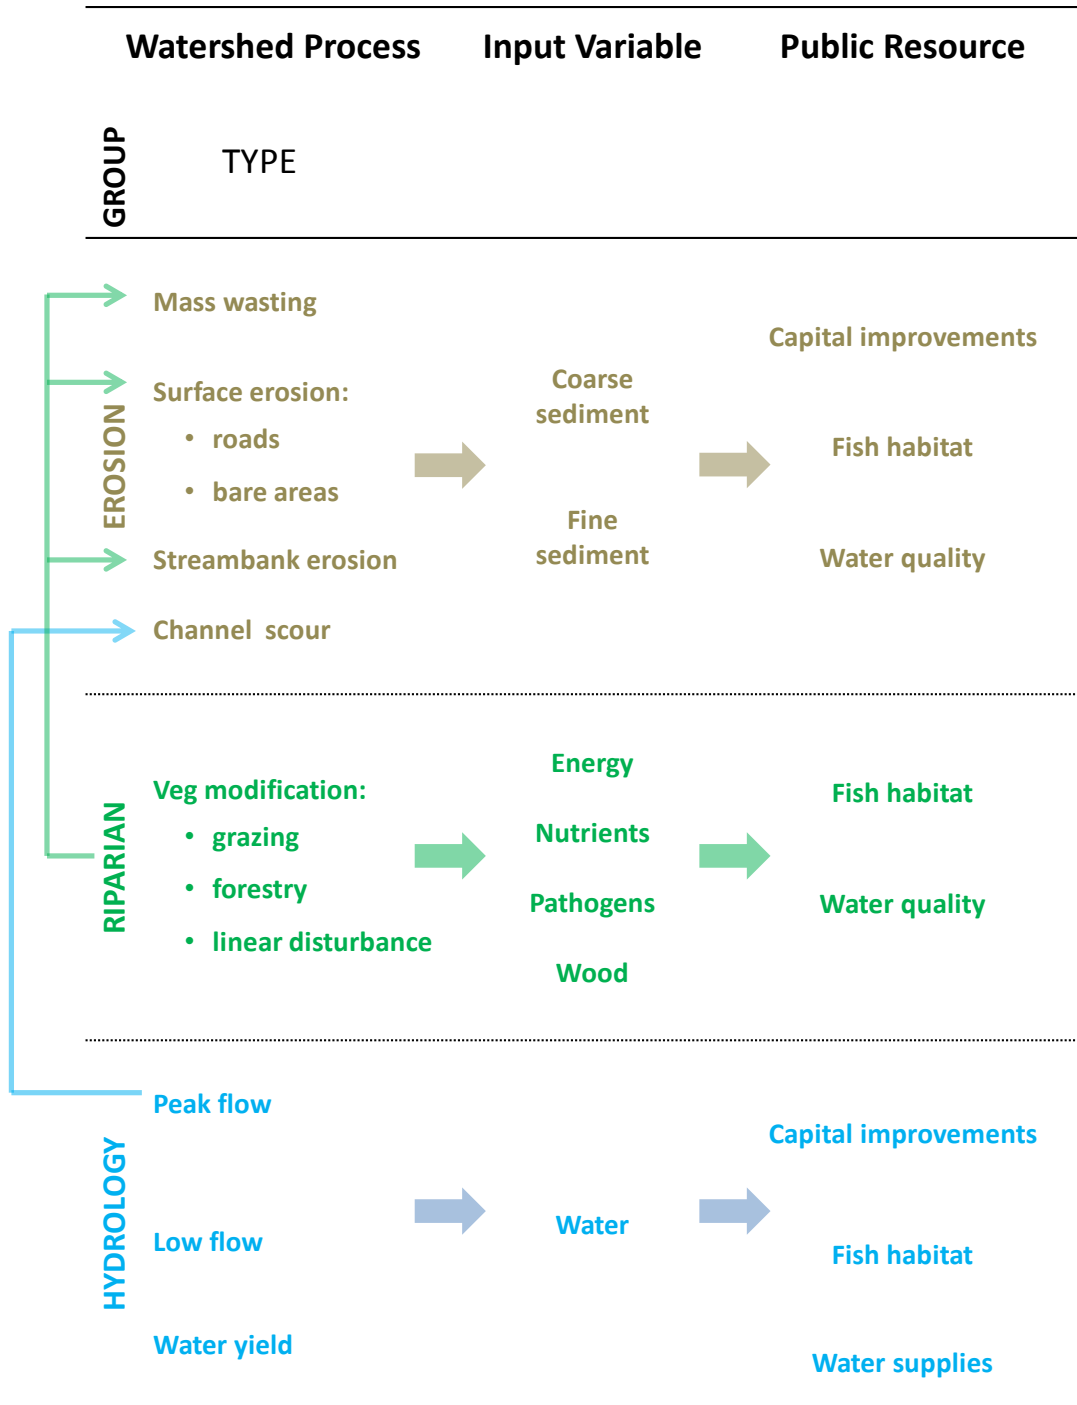 Watershed Process Input Variable Public Resource
GROUP
TYPE
EROSION
Mass wasting
Surface erosion:
• roads
• bare areas
Streambank erosion
Channel scour
Coarse
sediment
Fine
sediment
Capital improvements
Fish habitat
Water quality
RIPARIAN
Veg modification:
• grazing
• forestry
• linear disturbance
Energy
Nutrients
Pathogens
Wood
Fish habitat
Water quality
HYDROLOGY
Peak flow
Low flow
Water yield
Water
Capital improvements
Fish habitat
Water supplies